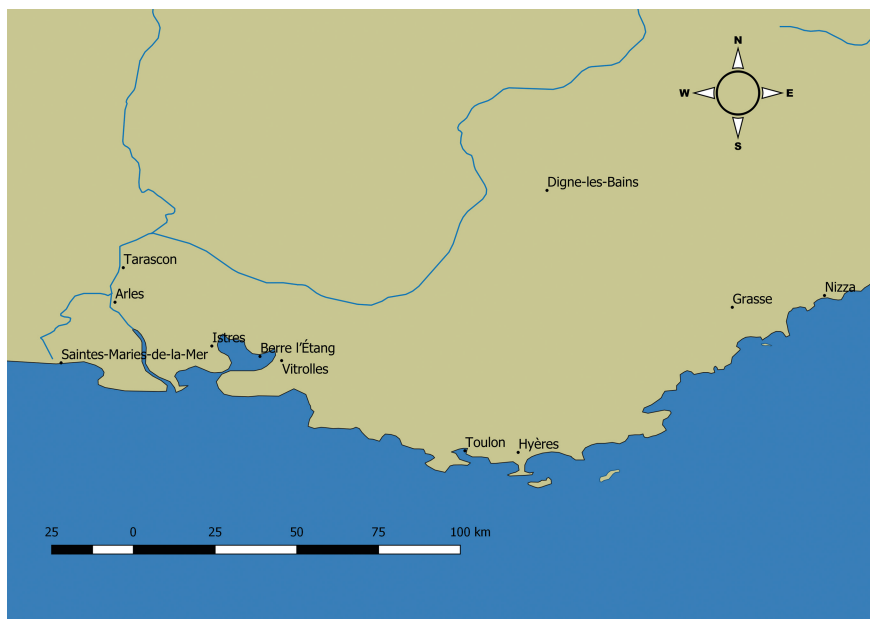 N
W E
S
Digne-les-Bains
Tarascon
Nizza
Arles
Grasse
Istres
Berre l'Étang
Saintes-Maries-de-la-Mer
Vitrolles
Toulon
Hyères
25 0 25 50 75 100 km